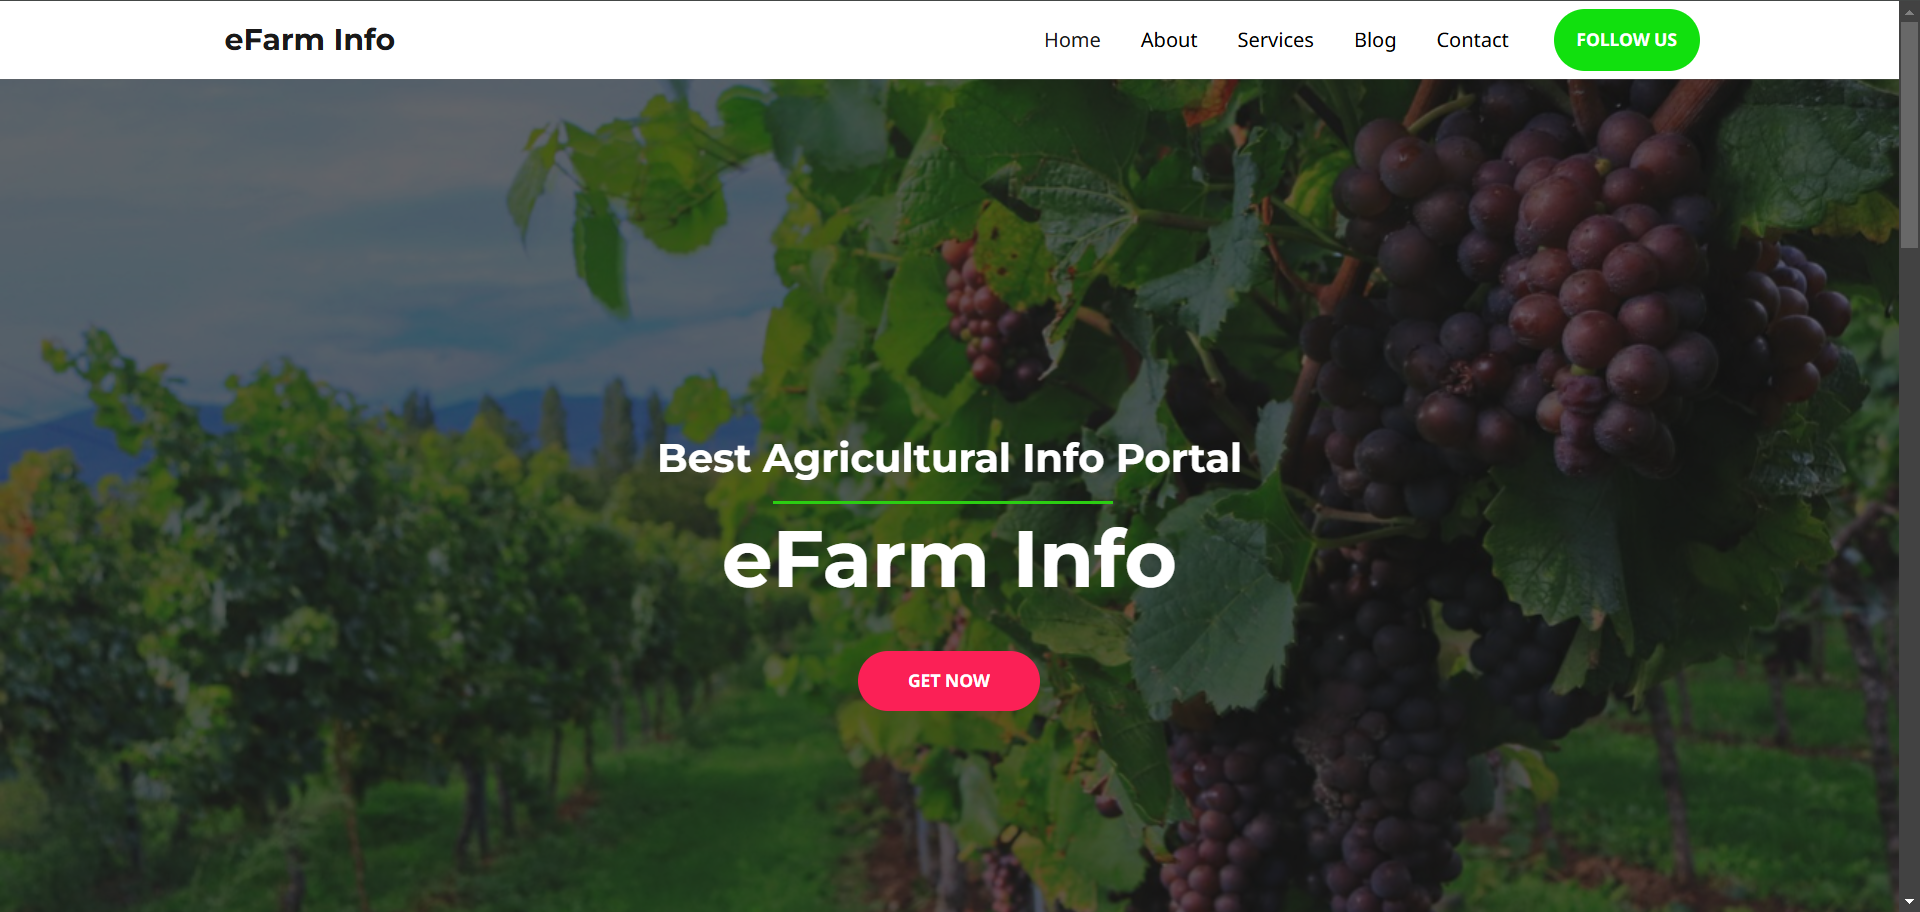 eFarm Info
Home About Services Blog Contact FOLLOW US
Best Agricultural Info Portal
eFarm Info
GET NOW